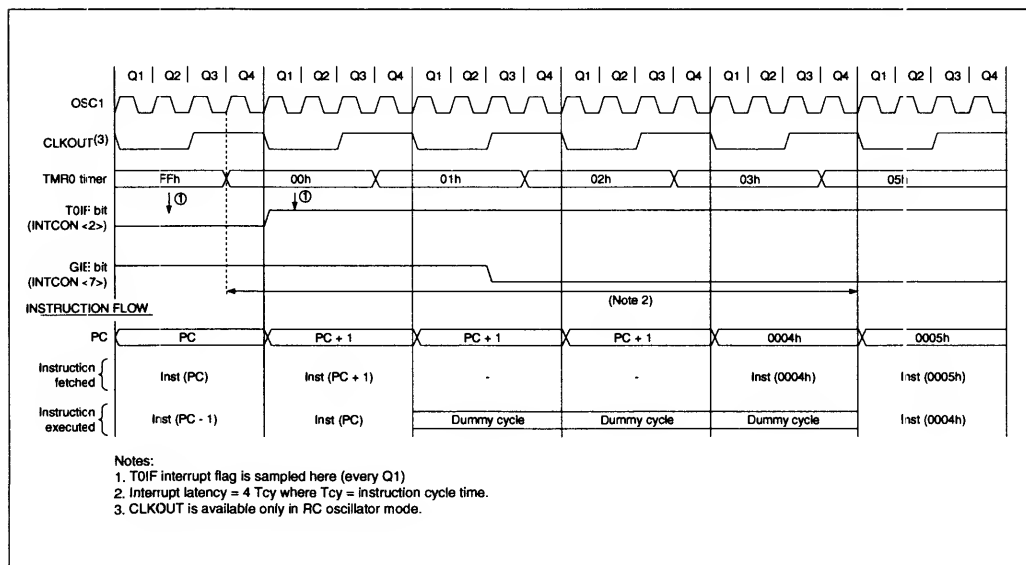 Q1 | Q2 | Q3 | Q4 Q1 | Q2 | Q3 | Q4 Q1 | Q2 | Q3 | Q4 Q1 | Q2 | Q3 | Q4 Q1 | Q2 | Q3 | Q4 Q1 | Q2 | Q3 | Q4
OSC1
CLKOUT(3)
TMR0 timer FFh 00h 01h 02h 03h 05h
① ①
T0IF bit
(INTCON <2>)
GIE bit
(INTCON <7>)
(Note 2)
INSTRUCTION FLOW
PC PC PC + 1 PC + 1 PC + 1 0004h 0005h
Instruction fetched Inst (PC) Inst (PC + 1) - - Inst (0004h) Inst (0005h)
Instruction executed Inst (PC - 1) Inst (PC) Dummy cycle Dummy cycle Dummy cycle Inst (0004h)
Notes:
1. T0IF interrupt flag is sampled here (every Q1)
2. Interrupt latency = 4 Tcy where Tcy = instruction cycle time.
3. CLKOUT is available only in RC oscillator mode.